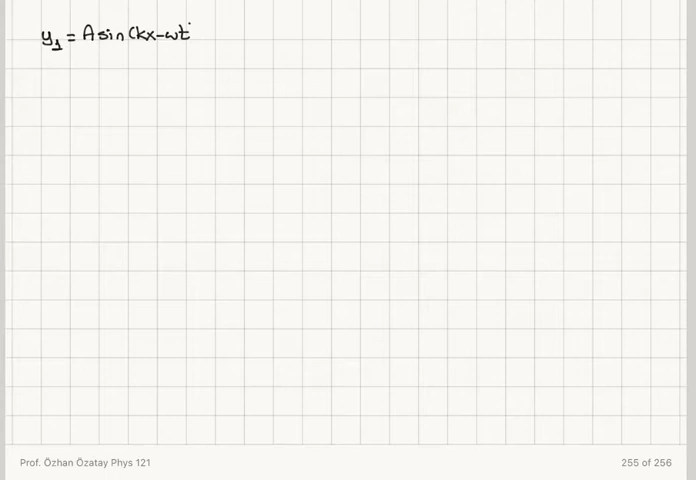 y₁ = A sin (kx-ωt
Prof. Özhan Özatay Phys 121
255 of 256